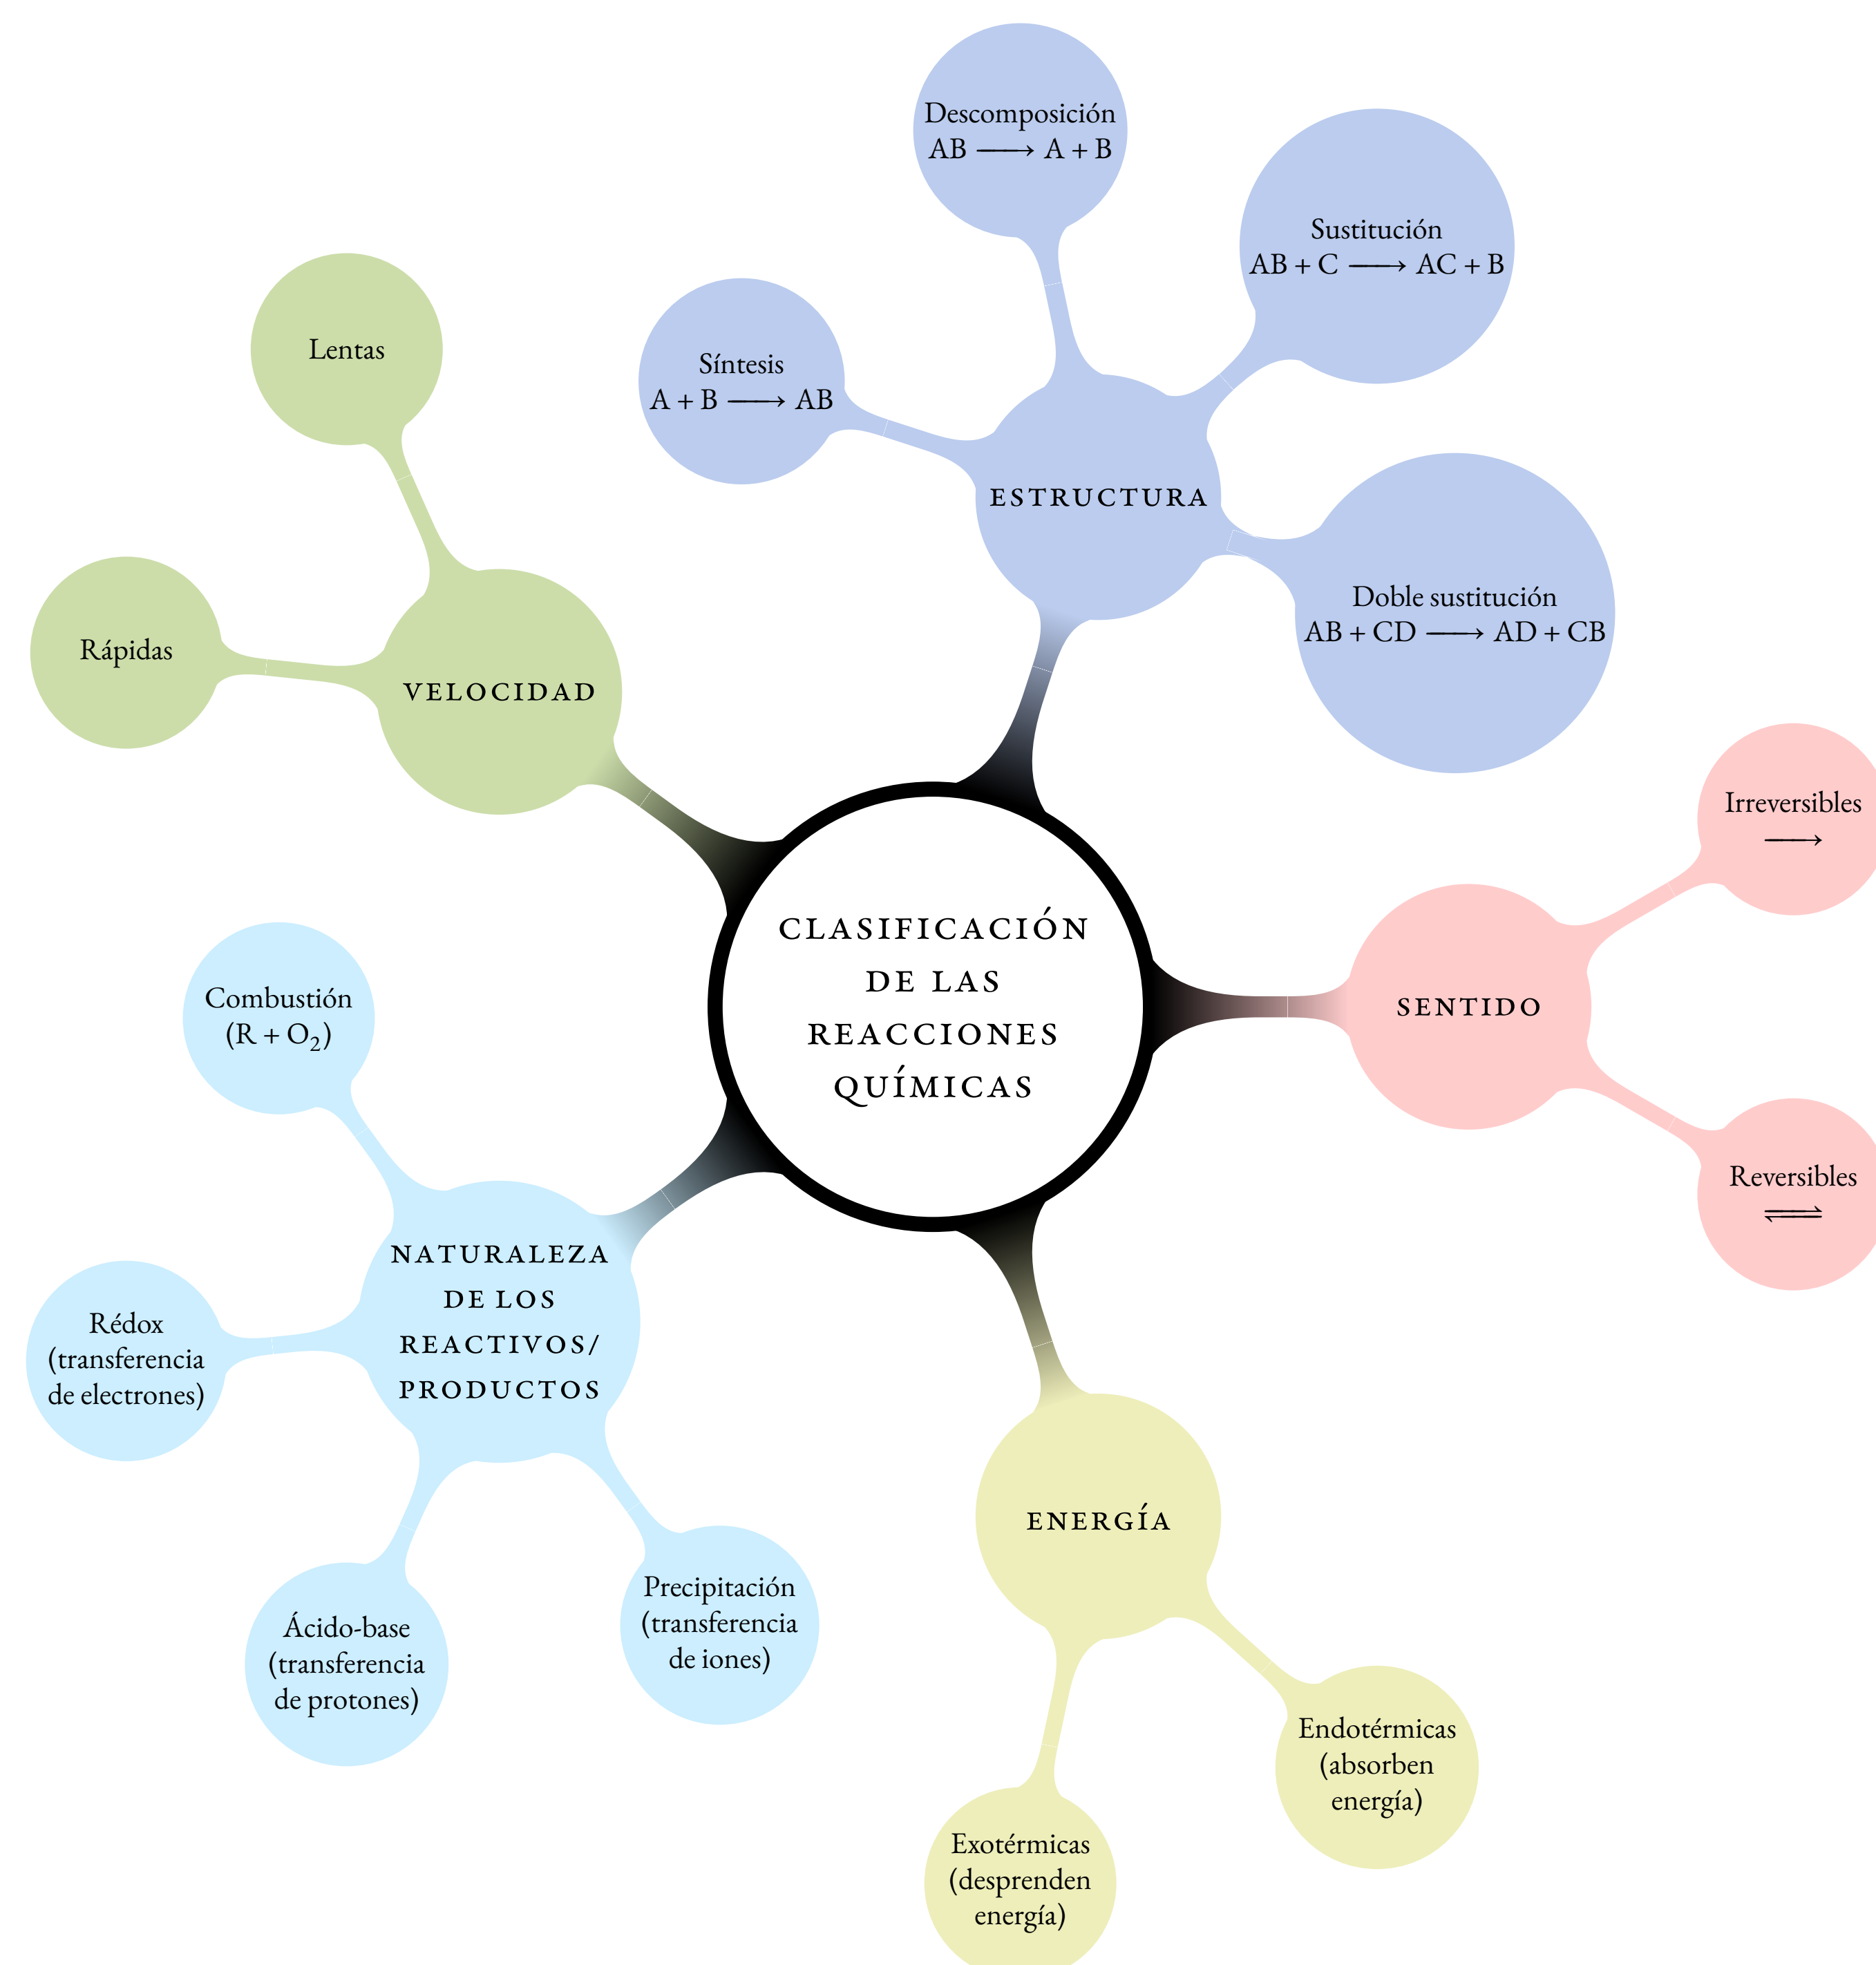 CLASIFICACIÓN
DE LAS
REACCIONES
QUÍMICAS
ESTRUCTURA
Síntesis
A + B ⟶ AB
Descomposición
AB ⟶ A + B
Sustitución
AB + C ⟶ AC + B
Doble sustitución
AB + CD ⟶ AD + CB
SENTIDO
Irreversibles
⟶
Reversibles
⇌
ENERGÍA
Endotérmicas
(absorben
energía)
Exotérmicas
(desprenden
energía)
NATURALEZA
DE LOS
REACTIVOS/
PRODUCTOS
Combustión
(R + O₂)
Rédox
(transferencia
de electrones)
Ácido-base
(transferencia
de protones)
Precipitación
(transferencia
de iones)
VELOCIDAD
Lentas
Rápidas